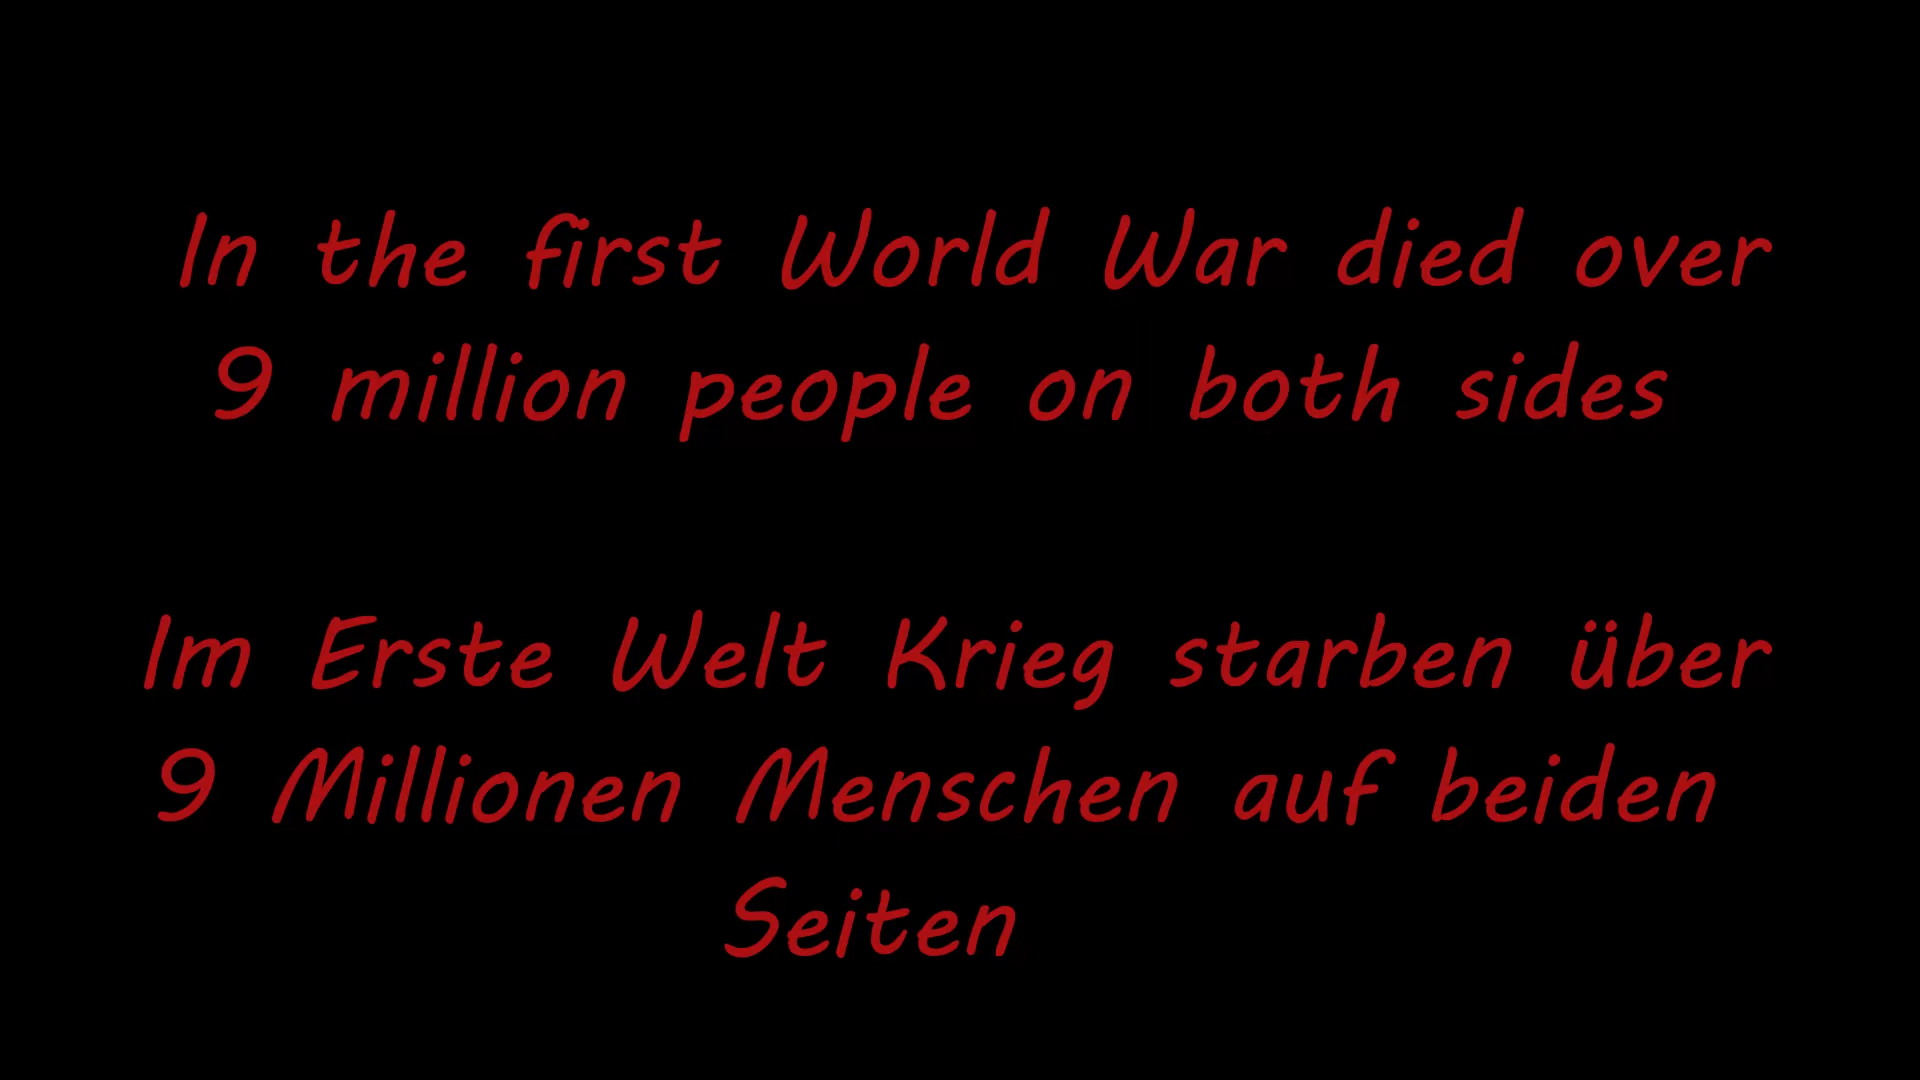 In the first World War died over
9 million people on both sides
Im Erste Welt Krieg starben über
9 Millionen Menschen auf beiden
Seiten